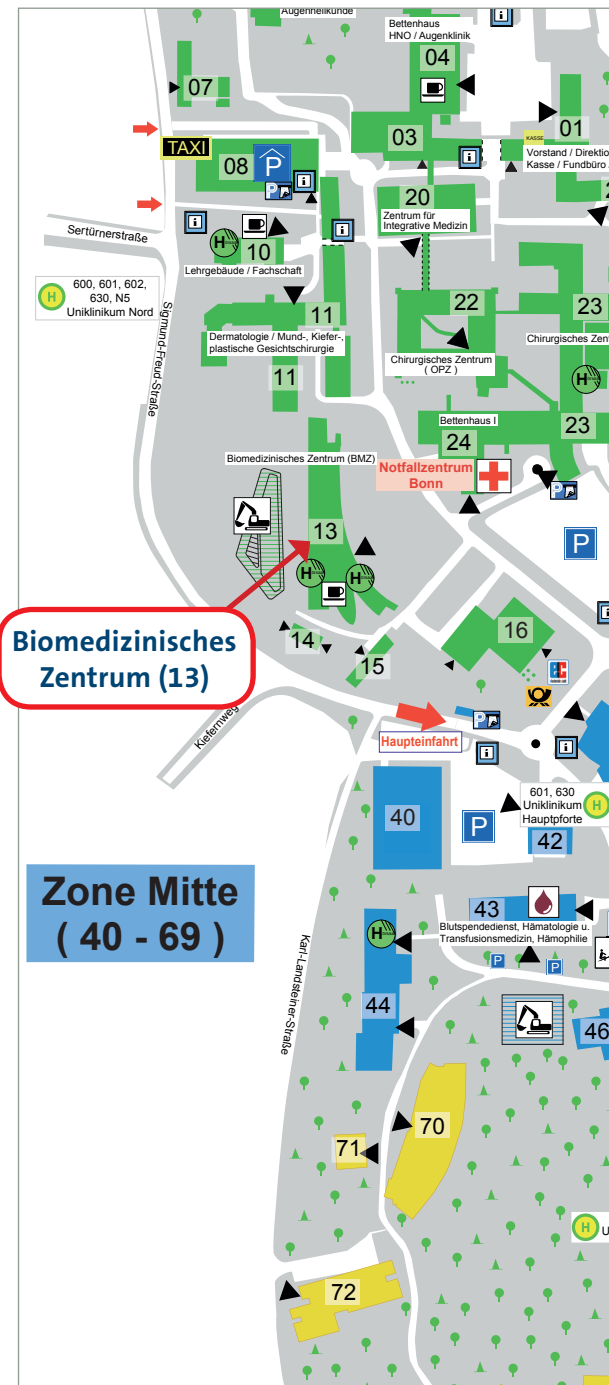 Augenheilkunde
Bettenhaus
HNO / Augenklinik
04
07
01
03
KASSE
TAXI
Vorstand / Direktio
Kasse / Fundbüro
08
P
P
20
2
Zentrum für
Integrative Medizin
Sertürnerstraße
H
10
Lehrgebäude / Fachschaft
H
600, 601, 602,
630, N5
Uniklinikum Nord
Sigmund-Freud-Straße
11
22
23
Dermatologie / Mund-, Kiefer-,
plastische Gesichtschirurgie
Chirurgisches Zent
Chirurgisches Zentrum
( OPZ )
11
H
Bettenhaus I
23
24
Biomedizinisches Zentrum (BMZ)
Notfallzentrum
Bonn
P
13
P
H
H
Biomedizinisches
Zentrum (13)
14
15
16
EC
Kiefernweg
P
Haupteinfahrt
601, 630
Uniklinikum
Hauptpforte
H
40
P
42
Zone Mitte
( 40 - 69 )
43
H
Blutspendedienst, Hämatologie u.
Transfusionsmedizin, Hämophilie
P
P
Karl-Landsteiner-Straße
44
46
70
71
H
U
72